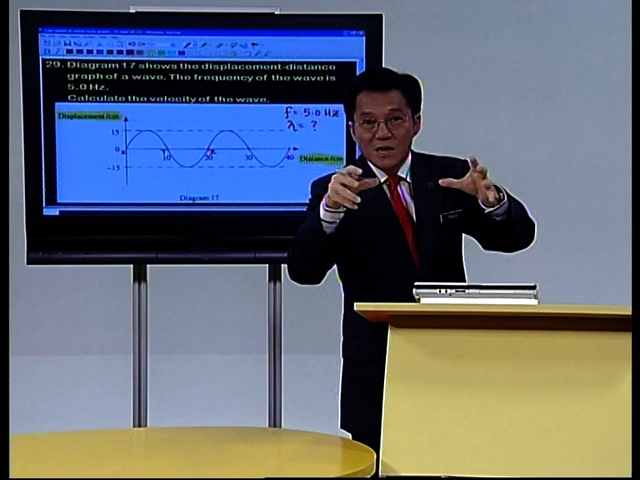 29. Diagram 17 shows the displacement-distance
graph of a wave. The frequency of the wave is
5.0 Hz.
Calculate the velocity of the wave.
f = 5.0 Hz
λ = ?
Displacement /cm
15
0
-15
10
20
30
40
Distance /cm
Diagram 17